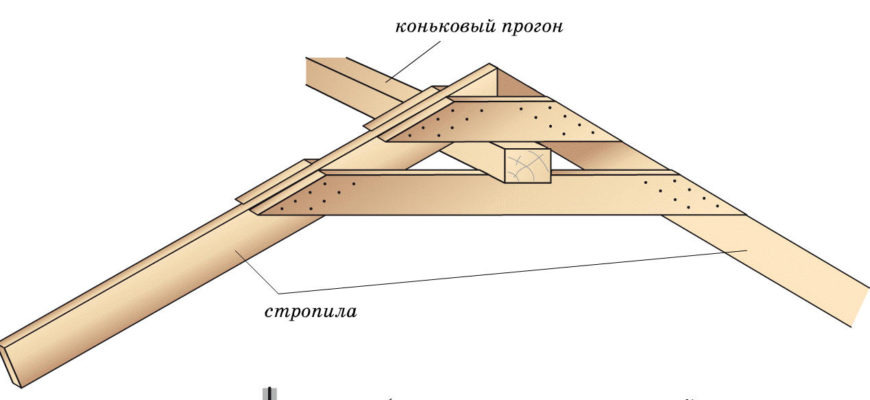 коньковый прогон
стропила